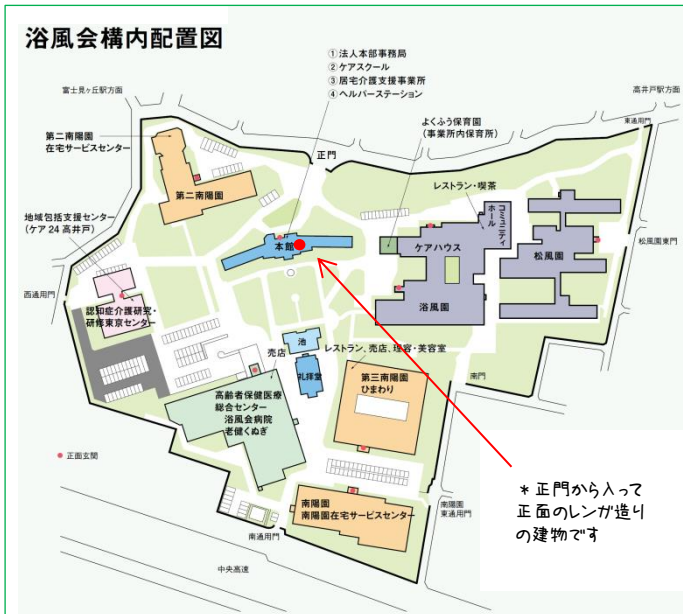 浴風会構内配置図
①法人本部事務局
②ケアスクール
③居宅介護支援事業所
④ヘルパーステーション
富士見ヶ丘駅方面
高井戸駅方面
東通用門
よくふう保育園
(事業所内保育所)
第二南陽園
在宅サービスセンター
正門
レストラン・喫茶
第二南陽園
コミュニティ
ホール
地域包括支援センター
(ケア24 高井戸)
本館
ケアハウス
松風園
松風園東門
西通用門
浴風園
認知症介護研究・
研修東京センター
池
売店
レストラン、売店、理容・美容室
礼拝堂
南門
第三南陽園
ひまわり
高齢者保健医療
総合センター
浴風会病院
老健くぬぎ
正面玄関
*正門から入って
正面のレンガ造り
の建物です
南陽園
南陽園在宅サービスセンター
南陽園
東通用門
南通用門
中央高速